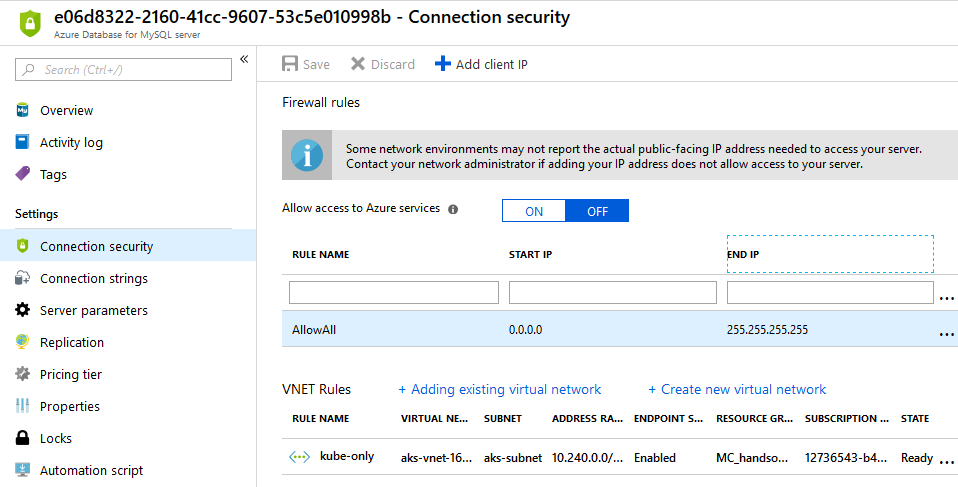 e06d8322-2160-41cc-9607-53c5e010998b - Connection security
Azure Database for MySQL server
Search (Ctrl+/)
«
Overview
Activity log
Tags
Settings
Connection security
Connection strings
Server parameters
Replication
Pricing tier
Properties
Locks
Automation script
Save
Discard
Add client IP
Firewall rules
Some network environments may not report the actual public-facing IP address needed to access your server.
Contact your network administrator if adding your IP address does not allow access to your server.
Allow access to Azure services
ON OFF
RULE NAME START IP END IP
...
AllowAll 0.0.0.0 255.255.255.255 ...
VNET Rules + Adding existing virtual network + Create new virtual network
RULE NAME VIRTUAL NE... SUBNET ADDRESS RA... ENDPOINT S... RESOURCE GR... SUBSCRIPTION ... STATE
kube-only aks-vnet-16... aks-subnet 10.240.0.0/... Enabled MC_handso... 12736543-b4... Ready ...